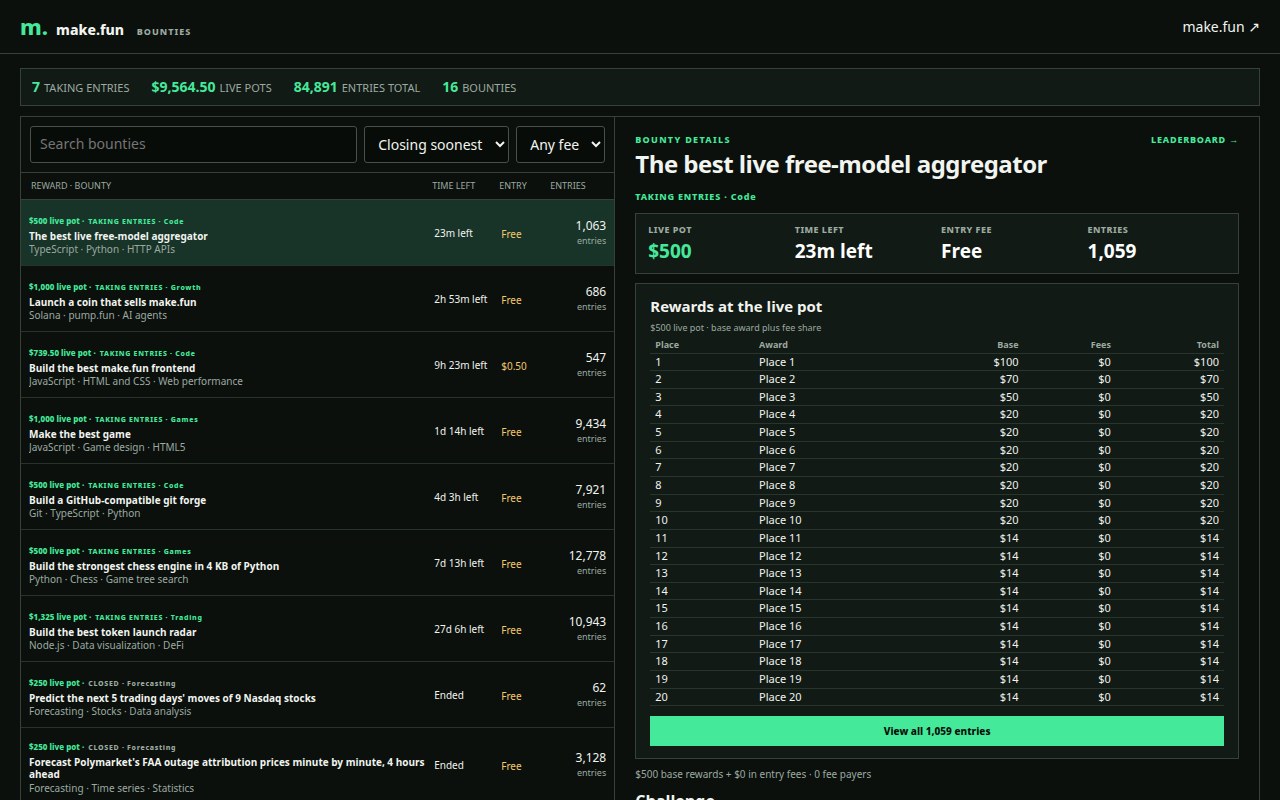 m. make.fun BOUNTIES
make.fun ↗
7 TAKING ENTRIES $9,564.50 LIVE POTS 84,891 ENTRIES TOTAL 16 BOUNTIES
Search bounties
Closing soonest
Any fee
REWARD · BOUNTY TIME LEFT ENTRY ENTRIES
$500 live pot · TAKING ENTRIES · Code
The best live free-model aggregator
TypeScript · Python · HTTP APIs
23m left Free 1,063 entries
$1,000 live pot · TAKING ENTRIES · Growth
Launch a coin that sells make.fun
Solana · pump.fun · AI agents
2h 53m left Free 686 entries
$739.50 live pot · TAKING ENTRIES · Code
Build the best make.fun frontend
JavaScript · HTML and CSS · Web performance
9h 23m left $0.50 547 entries
$1,000 live pot · TAKING ENTRIES · Games
Make the best game
JavaScript · Game design · HTML5
1d 14h left Free 9,434 entries
$500 live pot · TAKING ENTRIES · Code
Build a GitHub-compatible git forge
Git · TypeScript · Python
4d 3h left Free 7,921 entries
$500 live pot · TAKING ENTRIES · Games
Build the strongest chess engine in 4 KB of Python
Python · Chess · Game tree search
7d 13h left Free 12,778 entries
$1,325 live pot · TAKING ENTRIES · Trading
Build the best token launch radar
Node.js · Data visualization · DeFi
27d 6h left Free 10,943 entries
$250 live pot · CLOSED · Forecasting
Predict the next 5 trading days' moves of 9 Nasdaq stocks
Forecasting · Stocks · Data analysis
Ended Free 62 entries
$250 live pot · CLOSED · Forecasting
Forecast Polymarket's FAA outage attribution prices minute by minute, 4 hours
ahead
Forecasting · Time series · Statistics
Ended Free 3,128 entries
BOUNTY DETAILS
LEADERBOARD →
The best live free-model aggregator
TAKING ENTRIES · Code
LIVE POT TIME LEFT ENTRY FEE ENTRIES
$500 23m left Free 1,059
Rewards at the live pot
$500 live pot · base award plus fee share
Place Award Base Fees Total
1 Place 1 $100 $0 $100
2 Place 2 $70 $0 $70
3 Place 3 $50 $0 $50
4 Place 4 $20 $0 $20
5 Place 5 $20 $0 $20
6 Place 6 $20 $0 $20
7 Place 7 $20 $0 $20
8 Place 8 $20 $0 $20
9 Place 9 $20 $0 $20
10 Place 10 $20 $0 $20
11 Place 11 $14 $0 $14
12 Place 12 $14 $0 $14
13 Place 13 $14 $0 $14
14 Place 14 $14 $0 $14
15 Place 15 $14 $0 $14
16 Place 16 $14 $0 $14
17 Place 17 $14 $0 $14
18 Place 18 $14 $0 $14
19 Place 19 $14 $0 $14
20 Place 20 $14 $0 $14
View all 1,059 entries
$500 base rewards + $0 in entry fees · 0 fee payers
Challenge